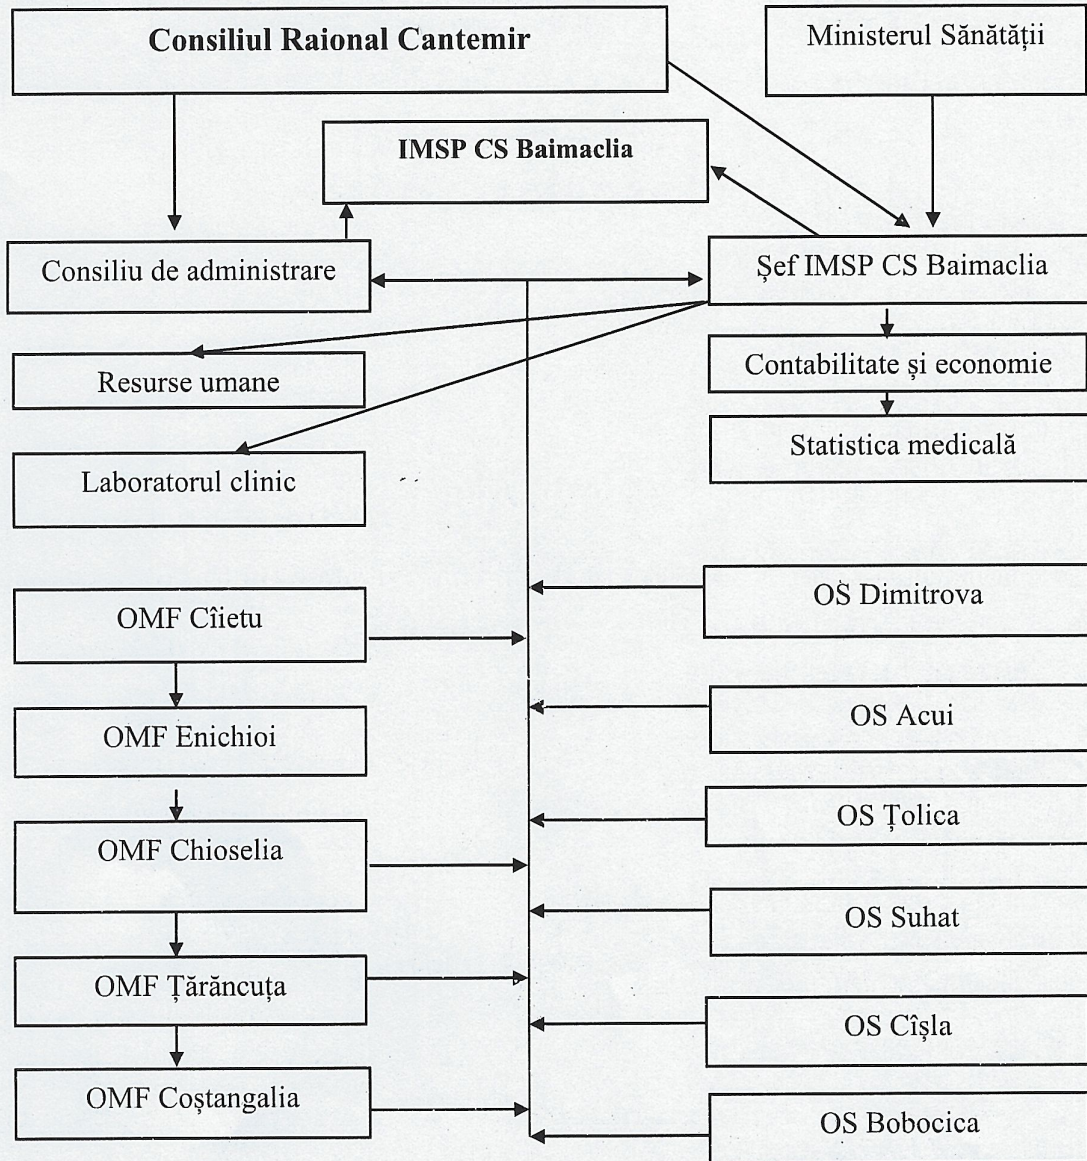 Consiliul Raional Cantemir
Ministerul Sănătății
IMSP CS Baimaclia
Consiliu de administrare
Șef IMSP CS Baimaclia
Resurse umane
Contabilitate și economie
Laboratorul clinic
Statistica medicală
OMF Cîietu
OS Dimitrova
OMF Enichioi
OS Acui
OMF Chioselia
OS Țolica
OS Suhat
OMF Țărăncuța
OS Cîșla
OMF Coștangalia
OS Bobocica